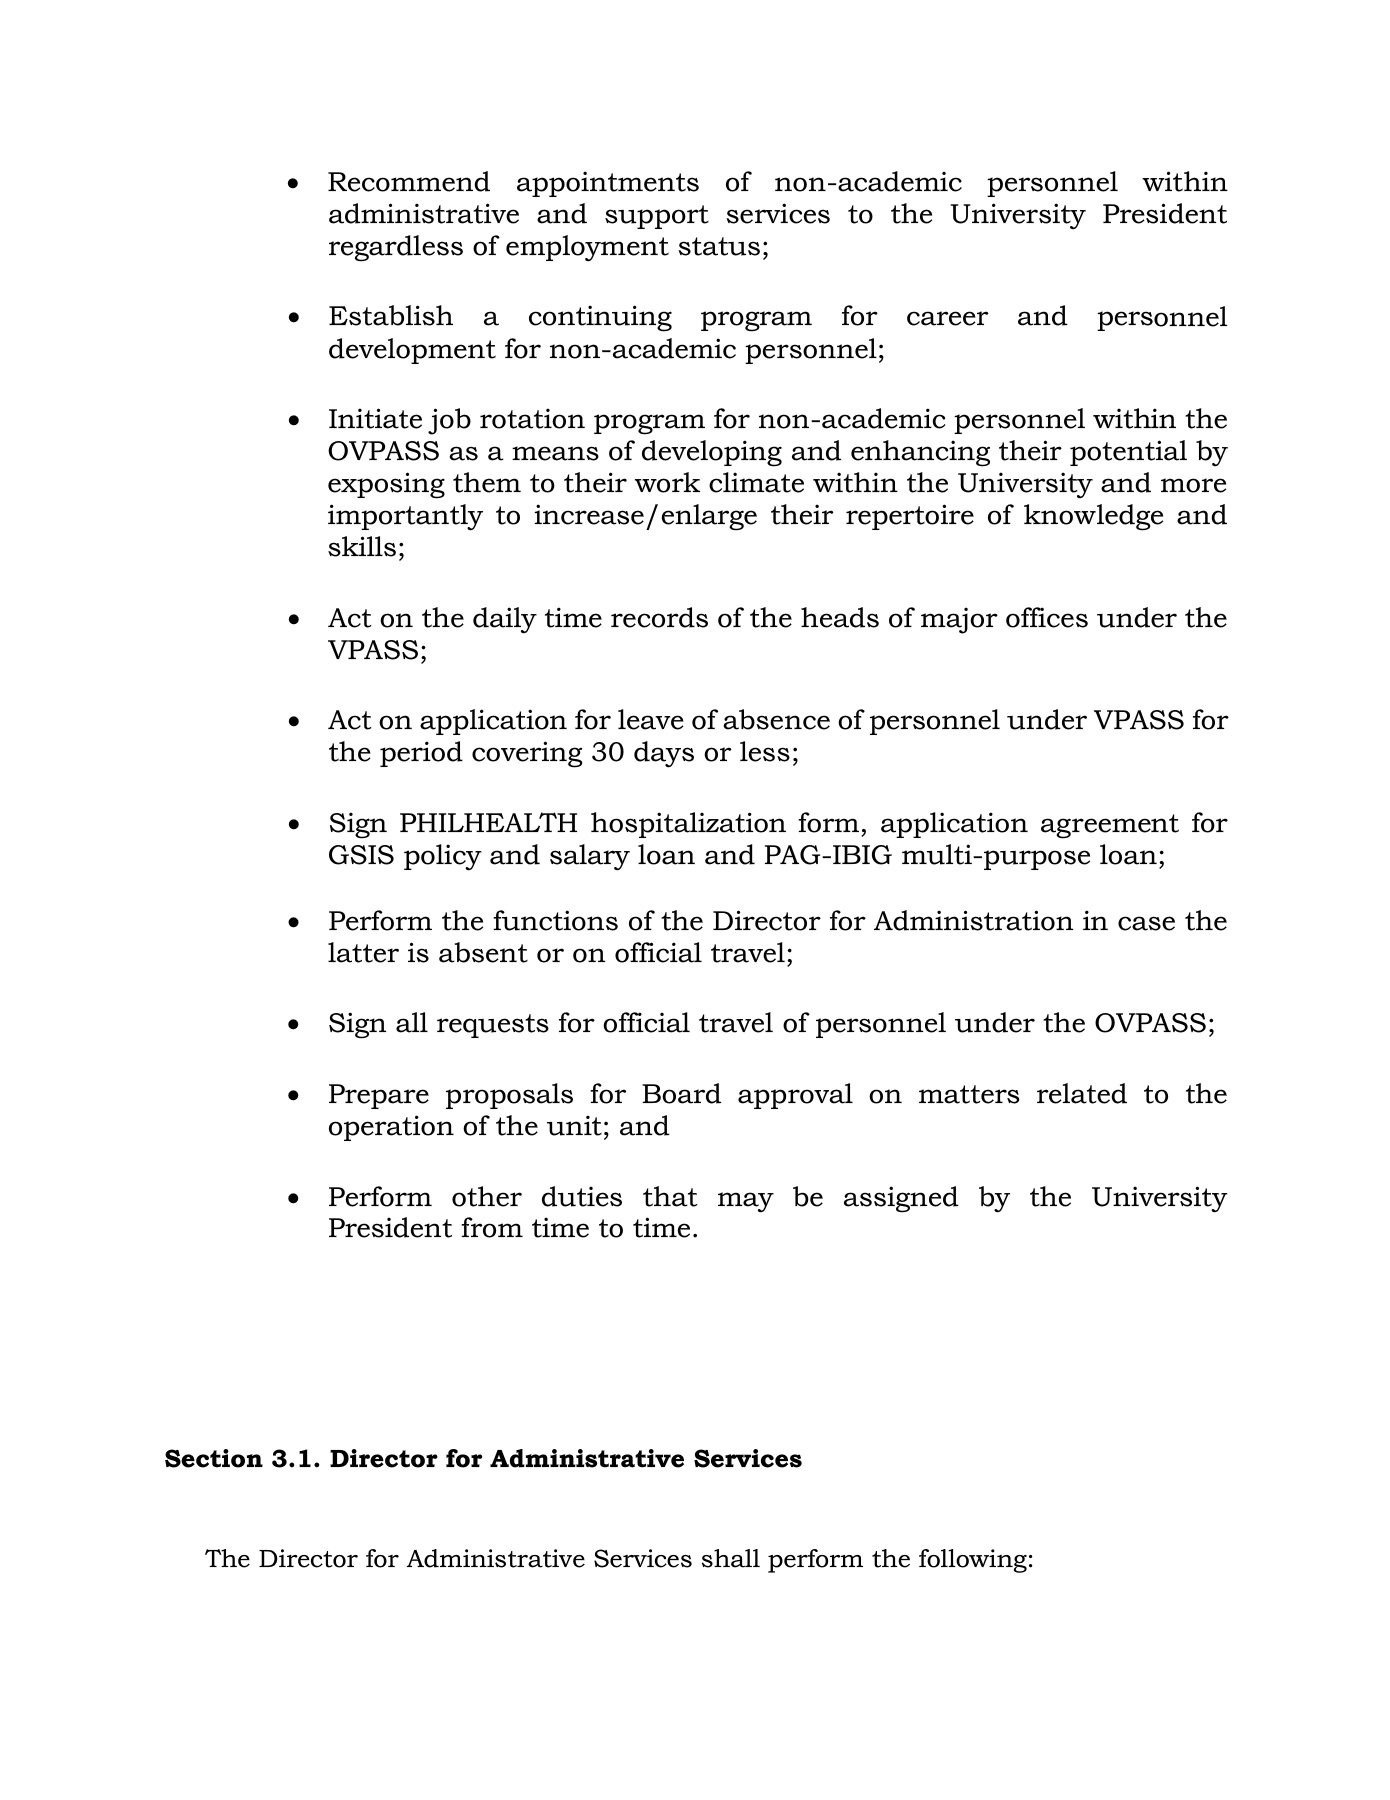 • Recommend appointments of non-academic personnel within
administrative and support services to the University President
regardless of employment status;
• Establish a continuing program for career and personnel
development for non-academic personnel;
• Initiate job rotation program for non-academic personnel within the
OVPASS as a means of developing and enhancing their potential by
exposing them to their work climate within the University and more
importantly to increase/enlarge their repertoire of knowledge and
skills;
• Act on the daily time records of the heads of major offices under the
VPASS;
• Act on application for leave of absence of personnel under VPASS for
the period covering 30 days or less;
• Sign PHILHEALTH hospitalization form, application agreement for
GSIS policy and salary loan and PAG-IBIG multi-purpose loan;
• Perform the functions of the Director for Administration in case the
latter is absent or on official travel;
• Sign all requests for official travel of personnel under the OVPASS;
• Prepare proposals for Board approval on matters related to the
operation of the unit; and
• Perform other duties that may be assigned by the University
President from time to time.
Section 3.1. Director for Administrative Services
The Director for Administrative Services shall perform the following: